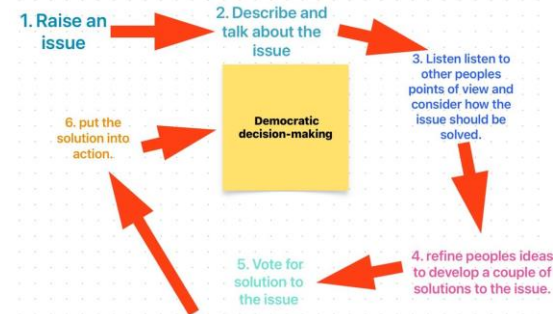 1. Raise an
issue
2. Describe and
talk about the
issue
3. Listen listen to
other peoples
points of view and
consider how the
issue should be
solved.
4. refine peoples ideas
to develop a couple of
solutions to the issue.
5. Vote for
solution to
the issue
6. put the
solution into
action.
Democratic
decision-making